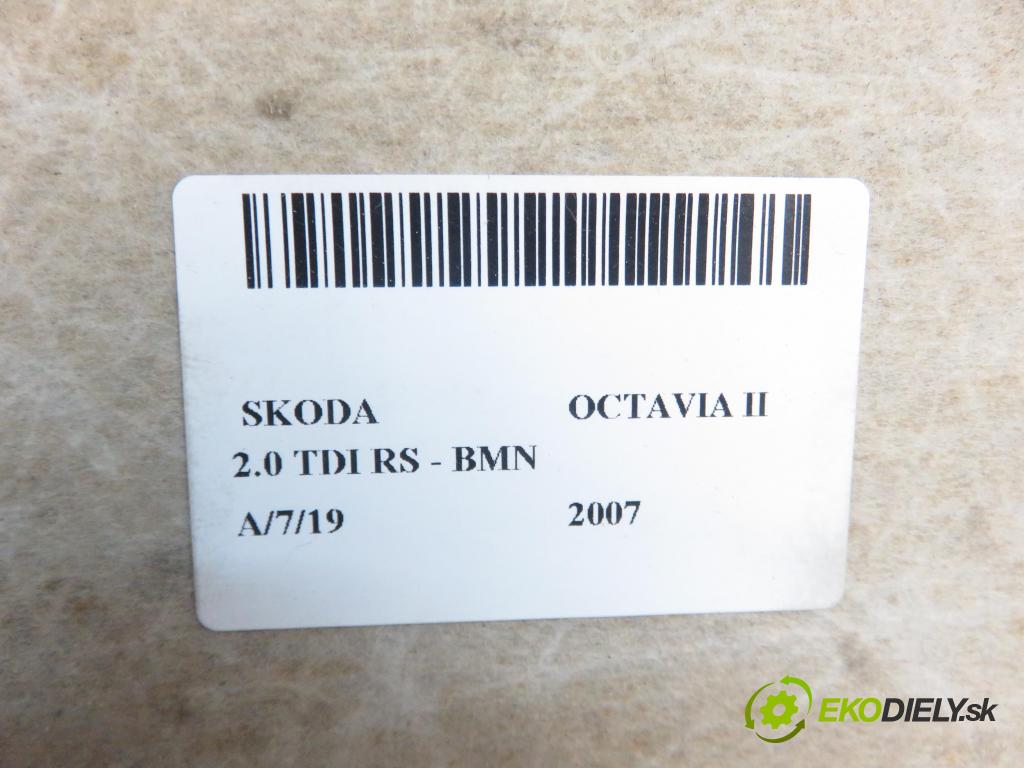 SKODA OCTAVIA II
2.0 TDI RS - BMN
A/7/19 2007
EKODIELY.sk